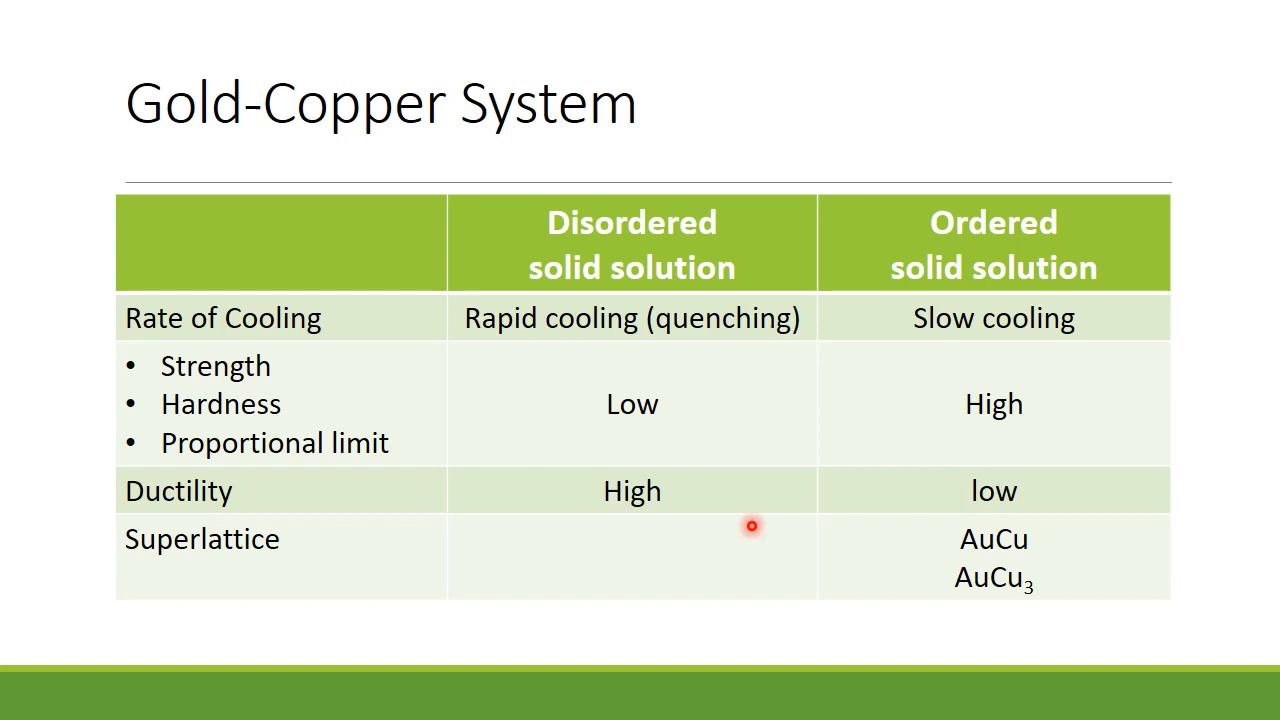 Gold-Copper System
Disordered
solid solution
Ordered
solid solution
Rate of Cooling
Rapid cooling (quenching)
Slow cooling
• Strength
• Hardness
• Proportional limit
Low
High
Ductility
High
low
Superlattice
AuCu
AuCu₃